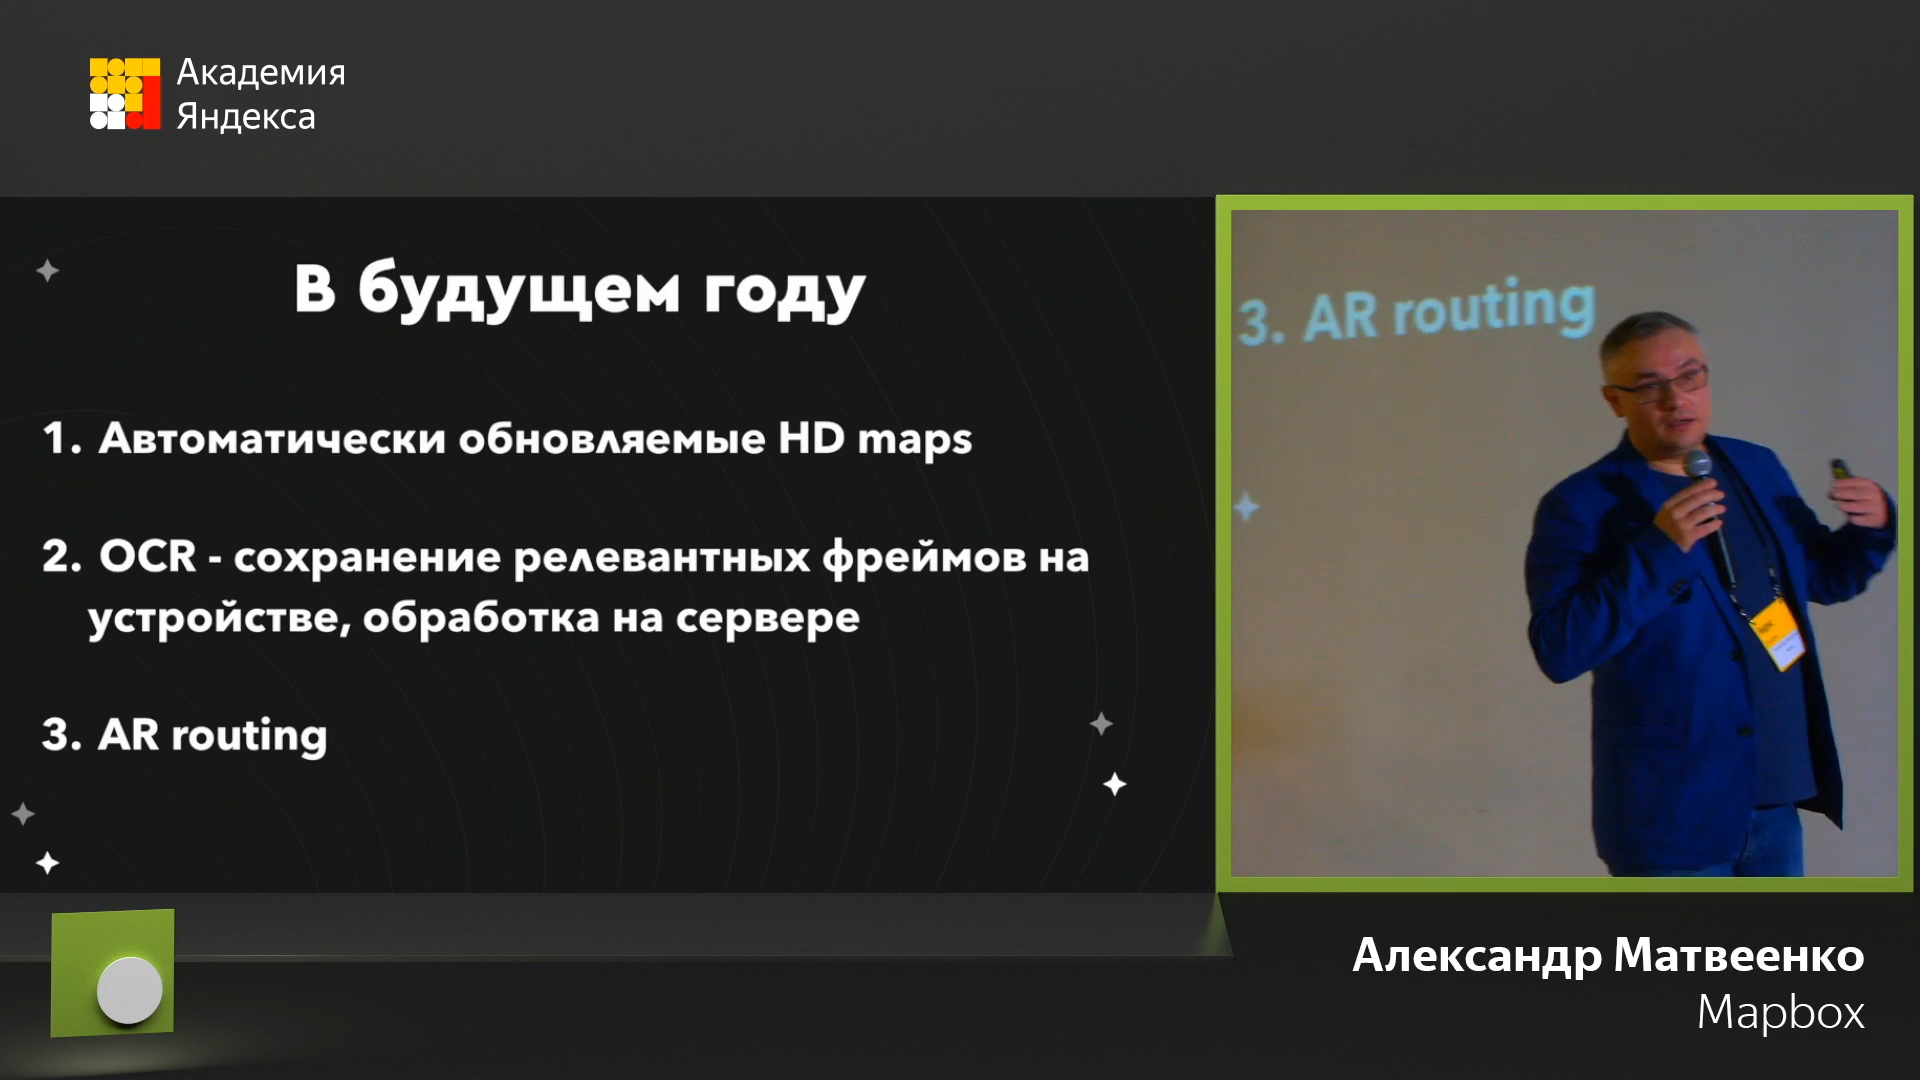 Академия
Яндекса
В будущем году
1. Автоматически обновляемые HD maps
2. OCR - сохранение релевантных фреймов на
устройстве, обработка на сервере
3. AR routing
3. AR routing
Александр Матвеенко
Mapbox